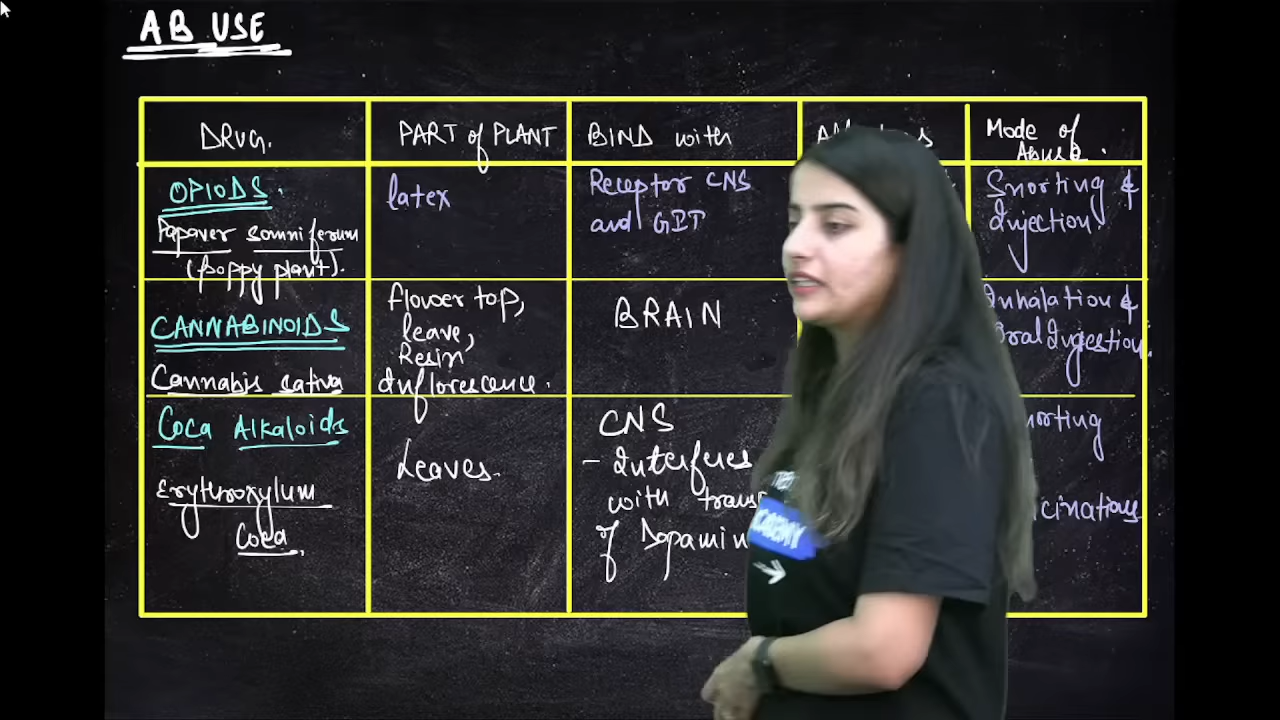 AB USE
DRUG.
PART of PLANT
BIND with
Mode of
Abuse.
OPIODS.
Papaver somniferum
(poppy plant).
latex
Receptor CNS
and GIT
Snorting &
Injection.
CANNABINOIDS
Cannabis sativa
flower top,
leave,
Resin
Inflorescence.
BRAIN
Inhalation &
Oral Ingestion.
Coca Alkaloids
Erythroxylum
Coca.
Leaves.
CNS
- Interferes
with
of Dopamin